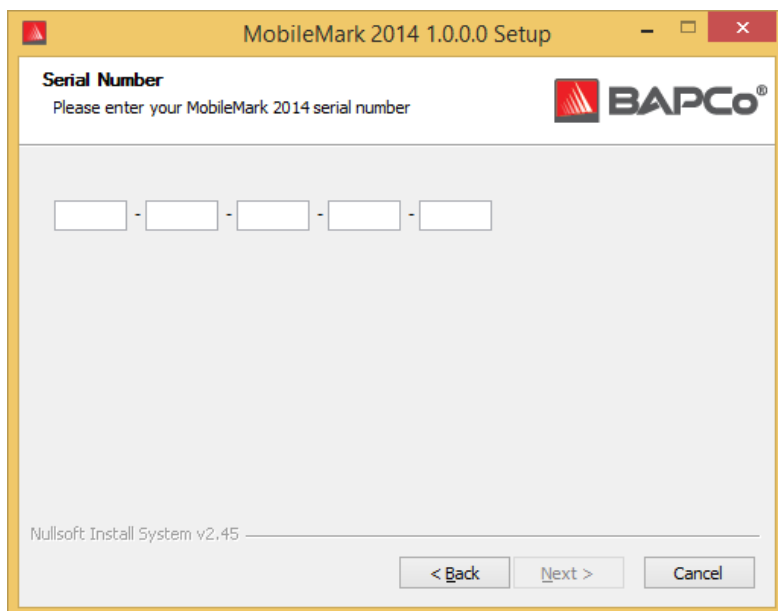 MobileMark 2014 1.0.0.0 Setup
Serial Number
Please enter your MobileMark 2014 serial number
BAPCo®
- - - -
Nullsoft Install System v2.45
< Back
Next >
Cancel